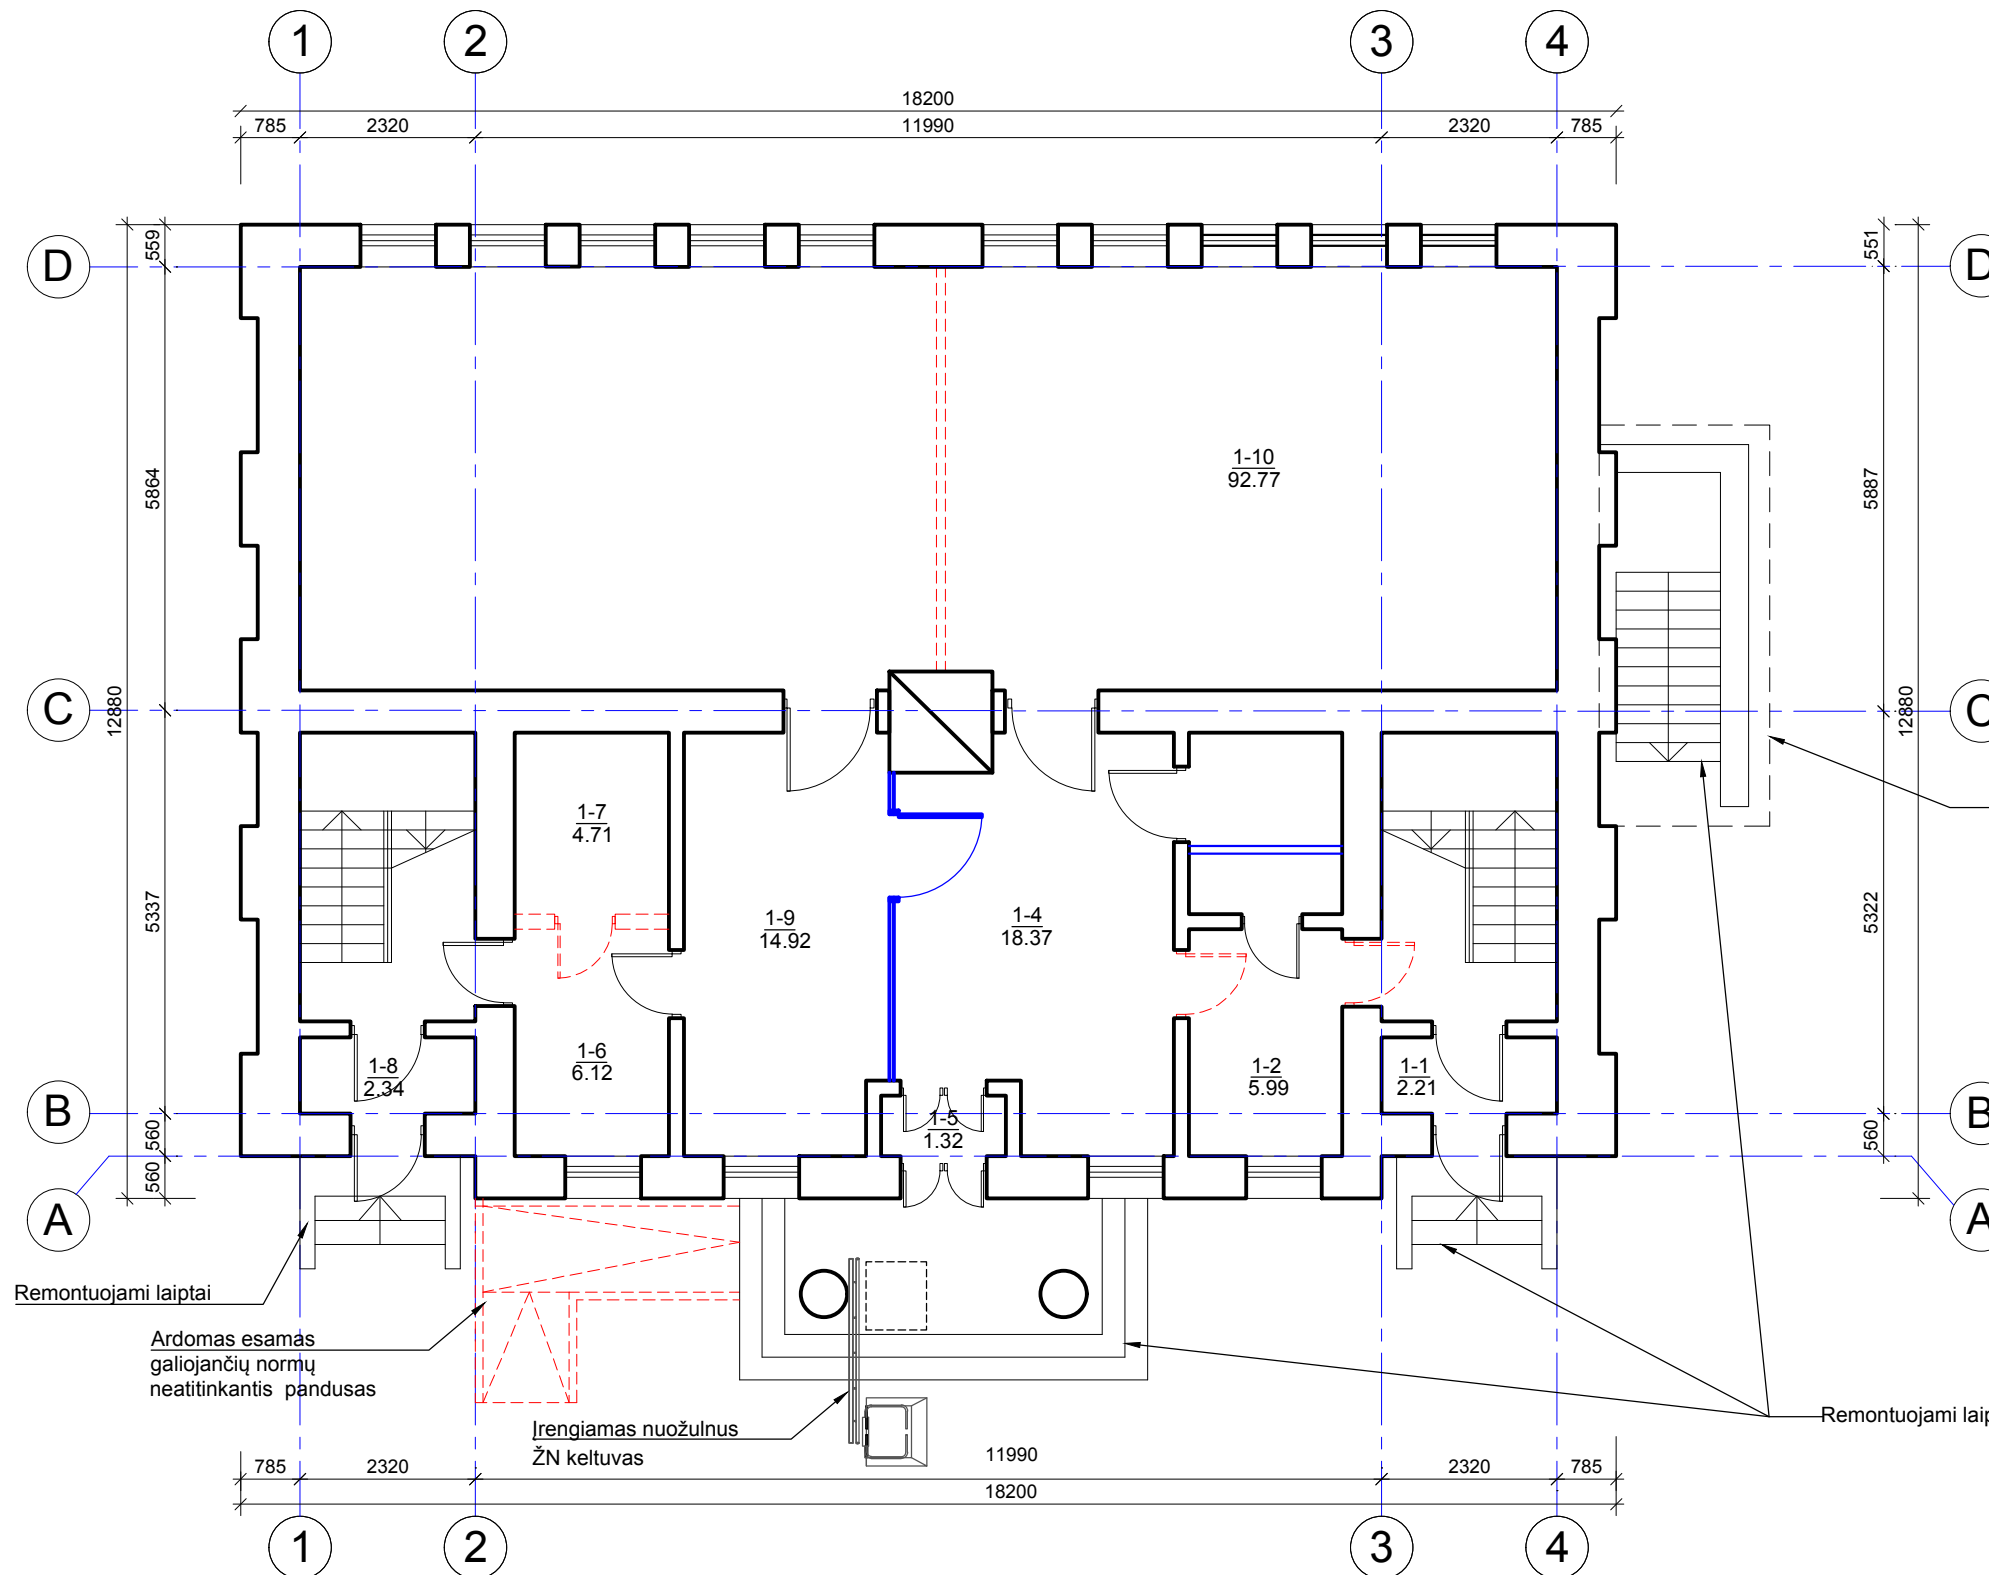 1 2 3 4
18200
785 2320 11990 2320 785
D 559 551 D
5864 5887
1-10
92.77
C 12880 12880 C
1-7
4.71
5337 5322
1-9 1-4
14.92 18.37
1-6 1-8 1-2 1-1
6.12 2.34 5.99 2.21
B B
1-5
1.32
560 560
560
A A
Remontuojami laiptai
Ardomas esamas
galiojančių normų
neatitinkantis pandusas
Įrengiamas nuožulnus
ŽN keltuvas
Remontuojami laip
785 2320 11990 2320 785
18200
1 2 3 4